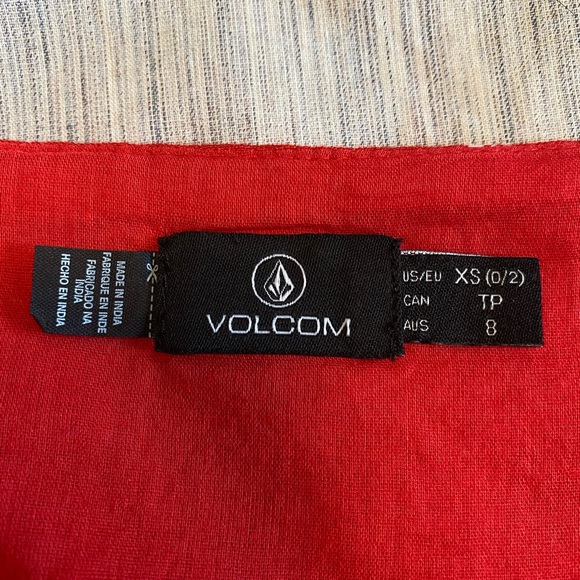 MADE IN INDIA
FABRIQUE EN INDE
FABRICADO NA
ÍNDIA
HECHO EN INDIA
VOLCOM
US/EU XS (0/2)
CAN TP
AUS 8